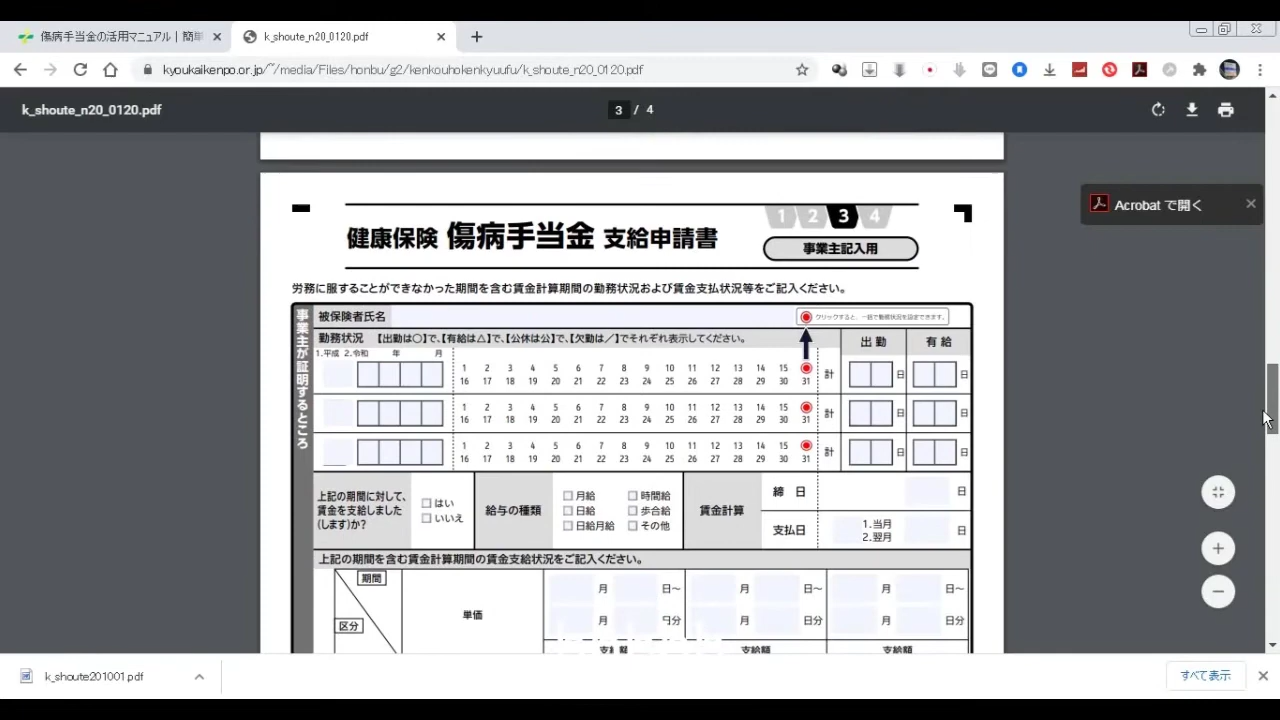 傷病手当金の活用マニュアル｜簡単
k_shoute_n20_0120.pdf
kyoukaikenpo.or.jp/~/media/Files/honbu/g2/kenkouhokenkyuufu/k_shoute_n20_0120.pdf
k_shoute_n20_0120.pdf
3 / 4
Acrobat で開く
1 2 3 4
健康保険 傷病手当金 支給申請書
事業主記入用
労務に服することができなかった期間を含む賃金計算期間の勤務状況および賃金支払状況等をご記入ください。
事業主が証明するところ
被保険者氏名
クリックすると、一括で勤務状況を設定できます。
勤務状況 【出勤は○】で、【有給は△】で、【公休は公】で、【欠勤は／】でそれぞれ表示してください。
出勤 有給
1.平成 2.令和 年 月
1 2 3 4 5 6 7 8 9 10 11 12 13 14 15
計 日 日
16 17 18 19 20 21 22 23 24 25 26 27 28 29 30 31
1 2 3 4 5 6 7 8 9 10 11 12 13 14 15
計 日 日
16 17 18 19 20 21 22 23 24 25 26 27 28 29 30 31
1 2 3 4 5 6 7 8 9 10 11 12 13 14 15
計 日 日
16 17 18 19 20 21 22 23 24 25 26 27 28 29 30 31
上記の期間に対して、
賃金を支給しました
(します)か?
はい
いいえ
給与の種類
月給 時間給
日給 歩合給
日給月給 その他
賃金計算
締 日 日
支払日 1.当月
2.翌月 日
上記の期間を含む賃金計算期間の賃金支給状況をご記入ください。
期間
区分
単価
月 日～ 月 日～ 月 日～
月 日分 月 日分 月 日分
支給額 支給額 支給額
k_shoute201001.pdf
すべて表示